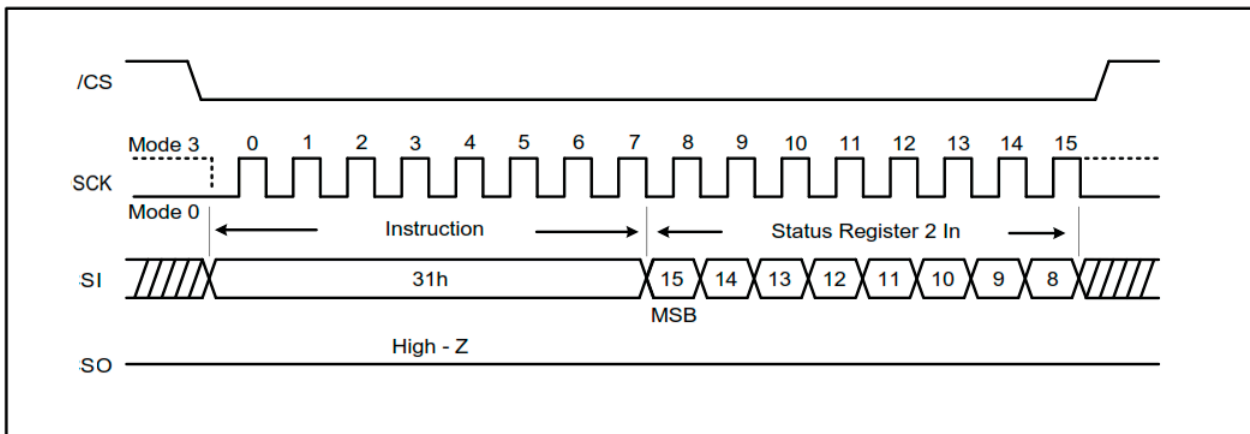 /CS
Mode 3 0 1 2 3 4 5 6 7 8 9 10 11 12 13 14 15
SCK
Mode 0
Instruction Status Register 2 In
SI 31h 15 14 13 12 11 10 9 8
MSB
High - Z
SO